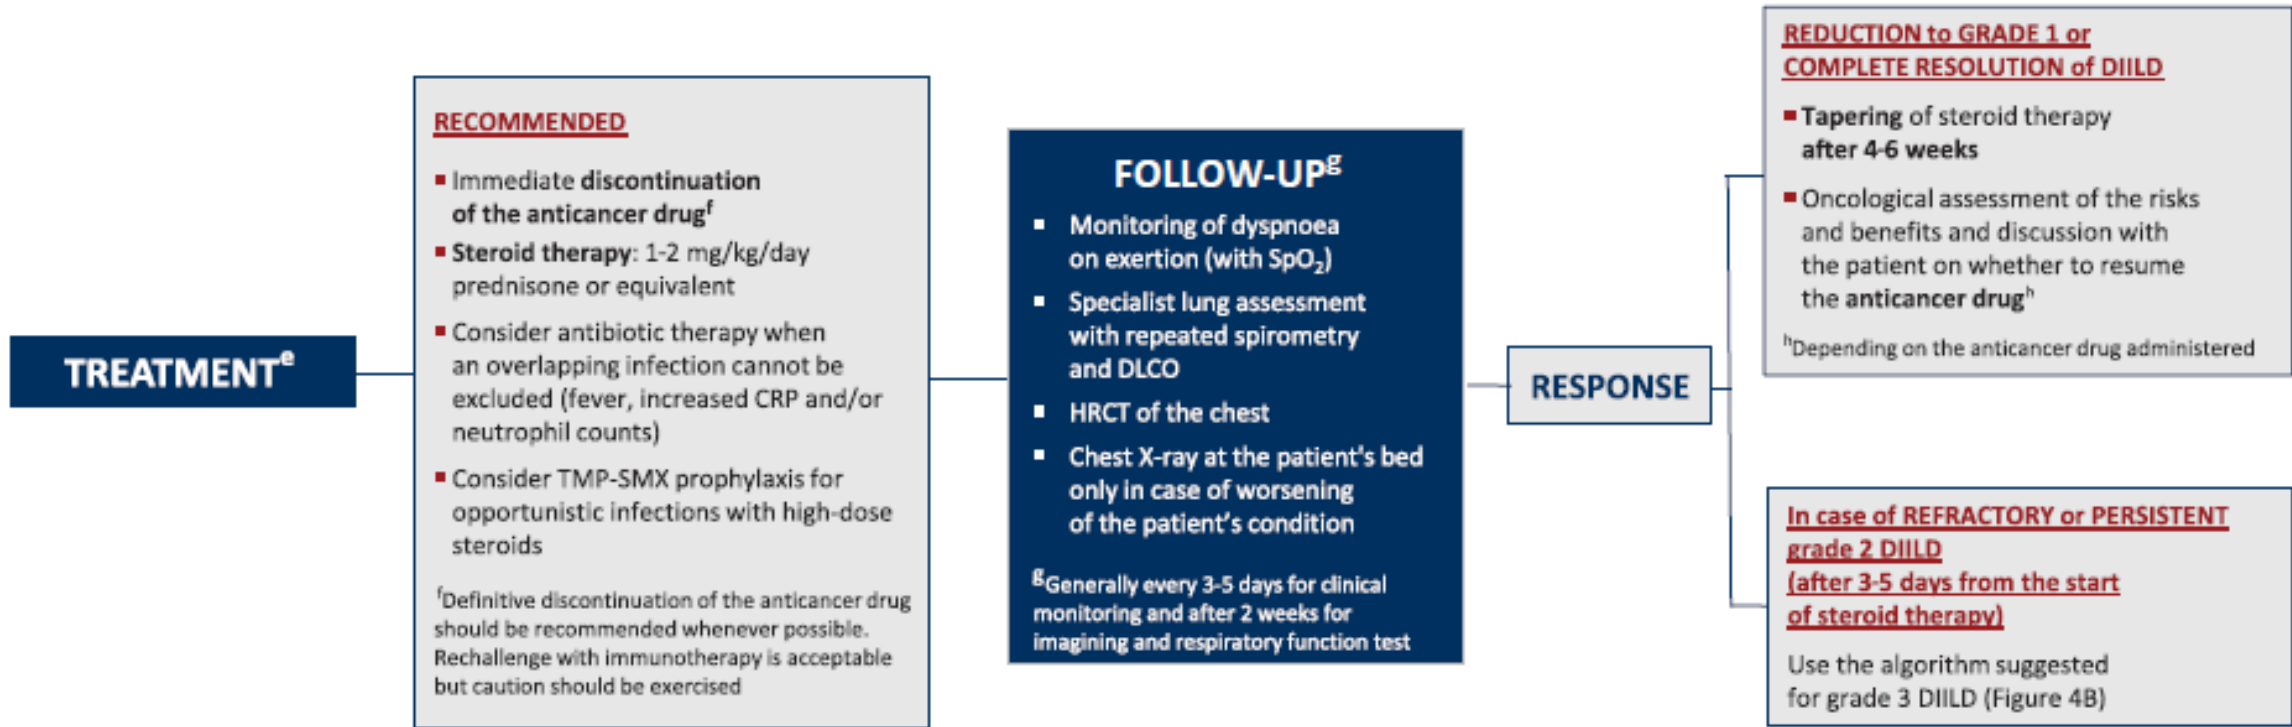 TREATMENTᵉ
RECOMMENDED
▪ Immediate discontinuation
of the anticancer drugᶠ
▪ Steroid therapy: 1-2 mg/kg/day
prednisone or equivalent
▪ Consider antibiotic therapy when
an overlapping infection cannot be
excluded (fever, increased CRP and/or
neutrophil counts)
▪ Consider TMP-SMX prophylaxis for
opportunistic infections with high-dose
steroids
ᶠDefinitive discontinuation of the anticancer drug
should be recommended whenever possible.
Rechallenge with immunotherapy is acceptable
but caution should be exercised
FOLLOW-UPᵍ
▪ Monitoring of dyspnoea
on exertion (with SpO₂)
▪ Specialist lung assessment
with repeated spirometry
and DLCO
▪ HRCT of the chest
▪ Chest X-ray at the patient's bed
only in case of worsening
of the patient's condition
ᵍGenerally every 3-5 days for clinical
monitoring and after 2 weeks for
imagining and respiratory function test
RESPONSE
REDUCTION to GRADE 1 or
COMPLETE RESOLUTION of DIILD
▪ Tapering of steroid therapy
after 4-6 weeks
▪ Oncological assessment of the risks
and benefits and discussion with
the patient on whether to resume
the anticancer drugʰ
ʰDepending on the anticancer drug administered
In case of REFRACTORY or PERSISTENT
grade 2 DIILD
(after 3-5 days from the start
of steroid therapy)
Use the algorithm suggested
for grade 3 DIILD (Figure 4B)